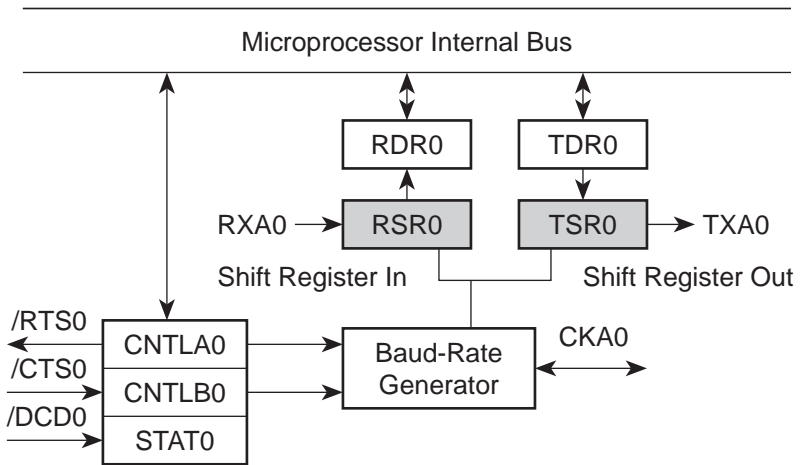 Microprocessor Internal Bus
RDR0
TDR0
RXA0
RSR0
TSR0
TXA0
Shift Register In
Shift Register Out
/RTS0
CNTLA0
Baud-Rate
Generator
CKA0
/CTS0
CNTLB0
/DCD0
STAT0